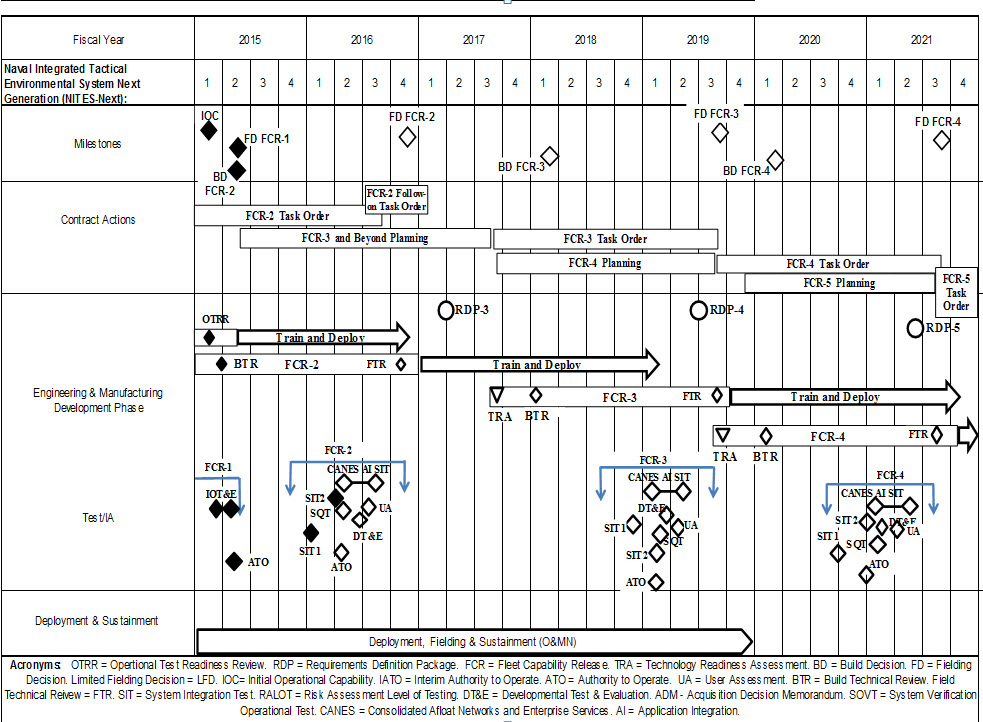 Fiscal Year 2015 2016 2017 2018 2019 2020 2021
Naval Integrated Tactical
Environmental System Next
Generation (NITES-Next):
1 2 3 4 1 2 3 4 1 2 3 4 1 2 3 4 1 2 3 4 1 2 3 4 1 2 3 4
Milestones
IOC
FD FCR-1
BD
FCR-2
FD FCR-2
BD FCR-3
FD FCR-3
BD FCR-4
FD FCR-4
Contract Actions
FCR-2 Follow-
on Task Order
FCR-2 Task Order
FCR-3 and Beyond Planning
FCR-3 Task Order
FCR-4 Planning
FCR-4 Task Order
FCR-5 Planning
FCR-5
Task
Order
Engineering & Manufacturing
Development Phase
OTRR
RDP-3
RDP-4
RDP-5
Train and Deploy
BTR FCR-2 FTR
Train and Deploy
TRA BTR FCR-3 FTR
Train and Deploy
TRA BTR FCR-4 FTR
Test/IA
FCR-1
IOT&E
ATO
FCR-2
CANES AI SIT
SIT2
SQT
UA
DT&E
SIT 1
ATO
FCR-3
CANES AI SIT
DT&E
SIT 1
UA
SQT
SIT 2
ATO
FCR-4
CANES AI SIT
SIT 2
DT&E
UA
SIT 1
SQT
ATO
Deployment & Sustainment
Deployment, Fielding & Sustainment (O&MN)
Acronyms: OTRR = Opertional Test Readiness Review. RDP = Requirements Definition Package. FCR = Fleet Capability Release. TRA = Technology Readiness Assessment. BD = Build Decision. FD = Fielding
Decision. Limited Fielding Decision = LFD. IOC= Initial Operational Capability. IATO = Interim Authority to Operate. ATO = Authority to Operate. UA = User Assessment. BTR = Build Technical Review. Field
Technical Reivew = FTR. SIT = System Integration Test. RALOT = Risk Assessment Level of Testing. DT&E = Developmental Test & Evaluation. ADM - Acquisition Decision Memorandum. SOVT = System Verification
Operational Test. CANES = Consolidated Afloat Networks and Enterprise Services. AI = Application Integration.